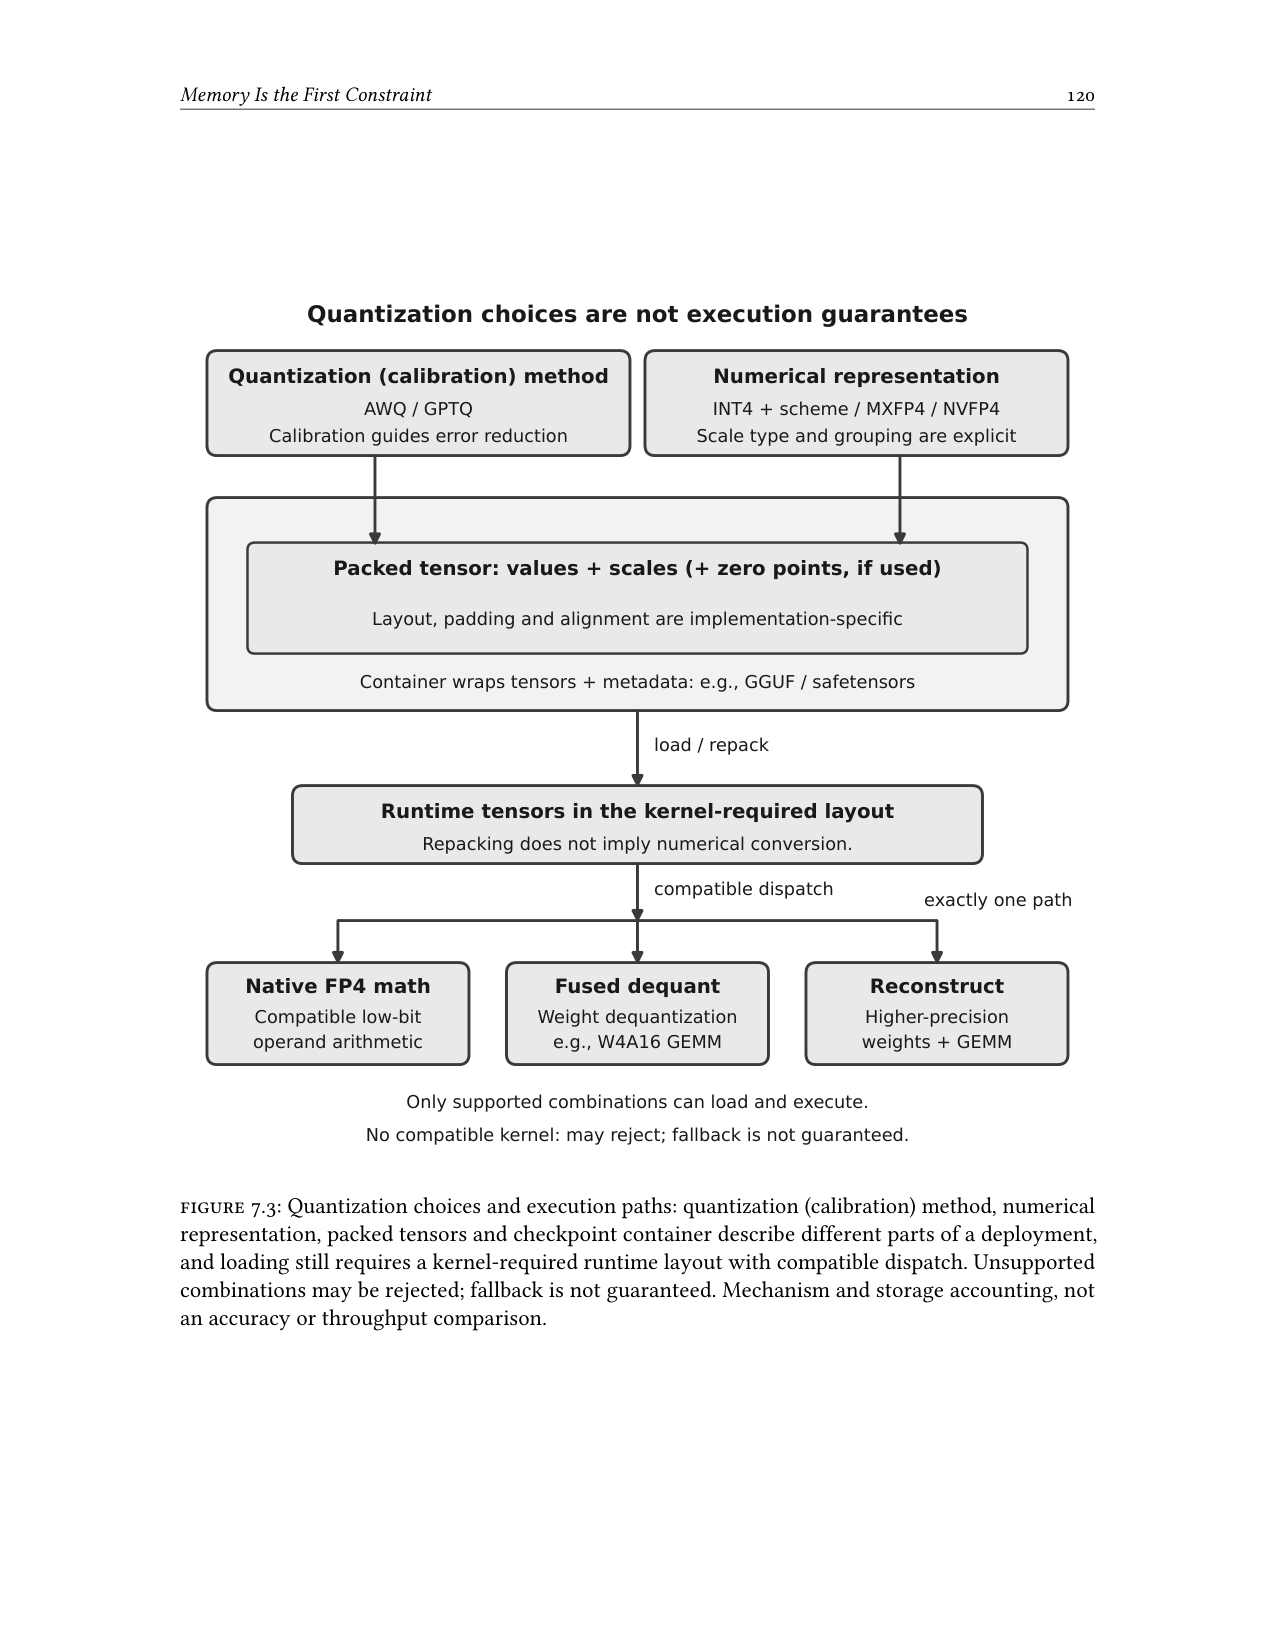 Memory Is the First Constraint 120
Quantization choices are not execution guarantees
Quantization (calibration) method
AWQ / GPTQ
Calibration guides error reduction
Numerical representation
INT4 + scheme / MXFP4 / NVFP4
Scale type and grouping are explicit
Packed tensor: values + scales (+ zero points, if used)
Layout, padding and alignment are implementation-specific
Container wraps tensors + metadata: e.g., GGUF / safetensors
load / repack
Runtime tensors in the kernel-required layout
Repacking does not imply numerical conversion.
compatible dispatch
exactly one path
Native FP4 math
Compatible low-bit
operand arithmetic
Fused dequant
Weight dequantization
e.g., W4A16 GEMM
Reconstruct
Higher-precision
weights + GEMM
Only supported combinations can load and execute.
No compatible kernel: may reject; fallback is not guaranteed.
FIGURE 7.3: Quantization choices and execution paths: quantization (calibration) method, numerical
representation, packed tensors and checkpoint container describe different parts of a deployment,
and loading still requires a kernel-required runtime layout with compatible dispatch. Unsupported
combinations may be rejected; fallback is not guaranteed. Mechanism and storage accounting, not
an accuracy or throughput comparison.